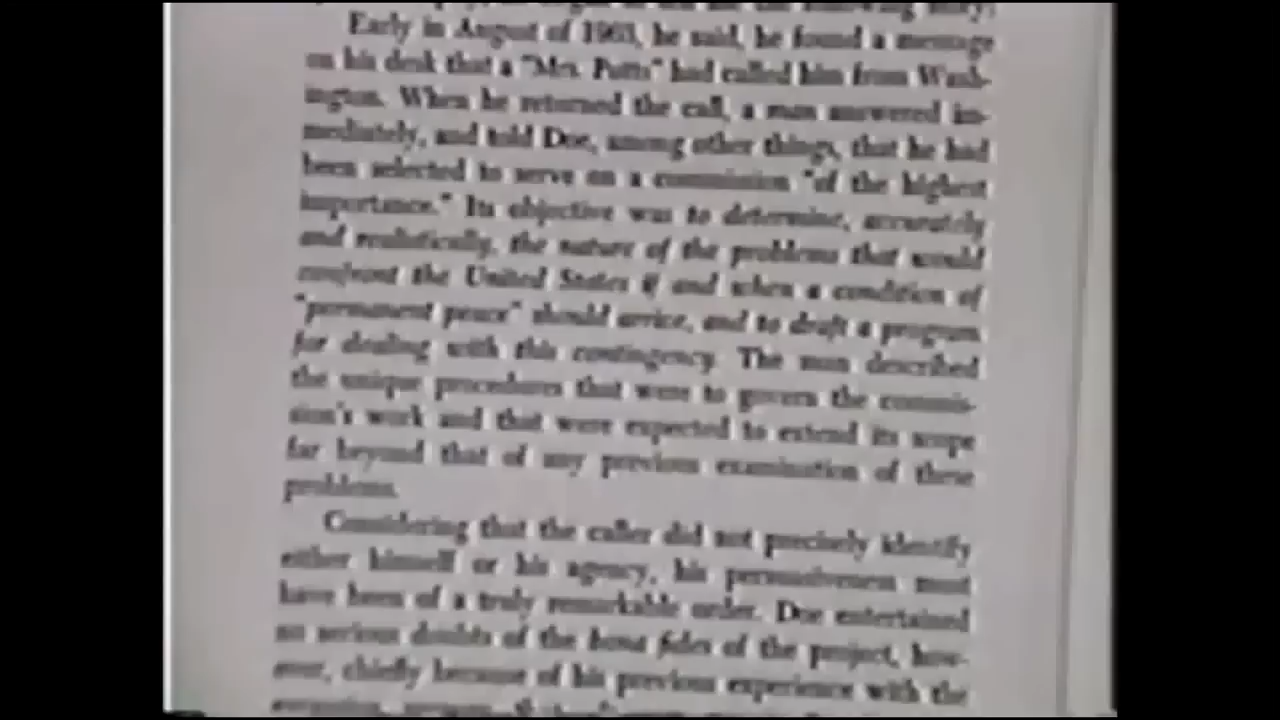 Early in August of 1963, he said, he found a message
on his desk that a "Mrs. Potts" had called him from Wash-
ington. When he returned the call, a man answered im-
mediately, and told Doe, among other things, that he had
been selected to serve on a commission "of the highest
importance." Its objective was to determine, accurately
and realistically, the nature of the problems that would
confront the United States if and when a condition of
"permanent peace" should arrive, and to draft a program
for dealing with this contingency. The man described
the unique procedures that were to govern the commis-
sion's work and that were expected to extend its scope
far beyond that of any previous examination of these
problems.
Considering that the caller did not precisely identify
either himself or his agency, his persuasiveness must
have been of a truly remarkable order. Doe entertained
no serious doubts of the bona fides of the project, how-
ever, chiefly because of his previous experience with the